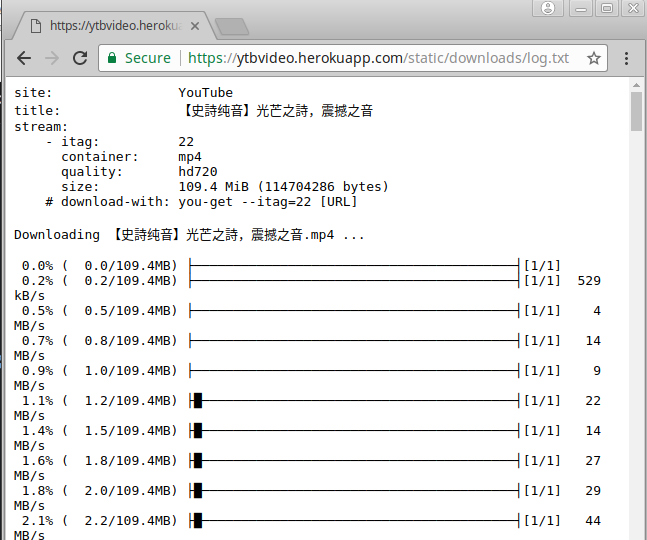 https://ytbvideo.heroku
Secure https://ytbvideo.herokuapp.com/static/downloads/log.txt
site: YouTube
title: 【史詩纯音】光芒之詩，震撼之音
stream:
- itag: 22
container: mp4
quality: hd720
size: 109.4 MiB (114704286 bytes)
# download-with: you-get --itag=22 [URL]
Downloading 【史詩纯音】光芒之詩，震撼之音.mp4 ...
0.0% ( 0.0/109.4MB) ├────────────────────────────────────────┤[1/1]
0.2% ( 0.2/109.4MB) ├────────────────────────────────────────┤[1/1] 529
kB/s
0.5% ( 0.5/109.4MB) ├────────────────────────────────────────┤[1/1] 4
MB/s
0.7% ( 0.8/109.4MB) ├────────────────────────────────────────┤[1/1] 14
MB/s
0.9% ( 1.0/109.4MB) ├────────────────────────────────────────┤[1/1] 9
MB/s
1.1% ( 1.2/109.4MB) ├█───────────────────────────────────────┤[1/1] 22
MB/s
1.4% ( 1.5/109.4MB) ├█───────────────────────────────────────┤[1/1] 14
MB/s
1.6% ( 1.8/109.4MB) ├█───────────────────────────────────────┤[1/1] 27
MB/s
1.8% ( 2.0/109.4MB) ├█───────────────────────────────────────┤[1/1] 29
MB/s
2.1% ( 2.2/109.4MB) ├█───────────────────────────────────────┤[1/1] 44
MB/s